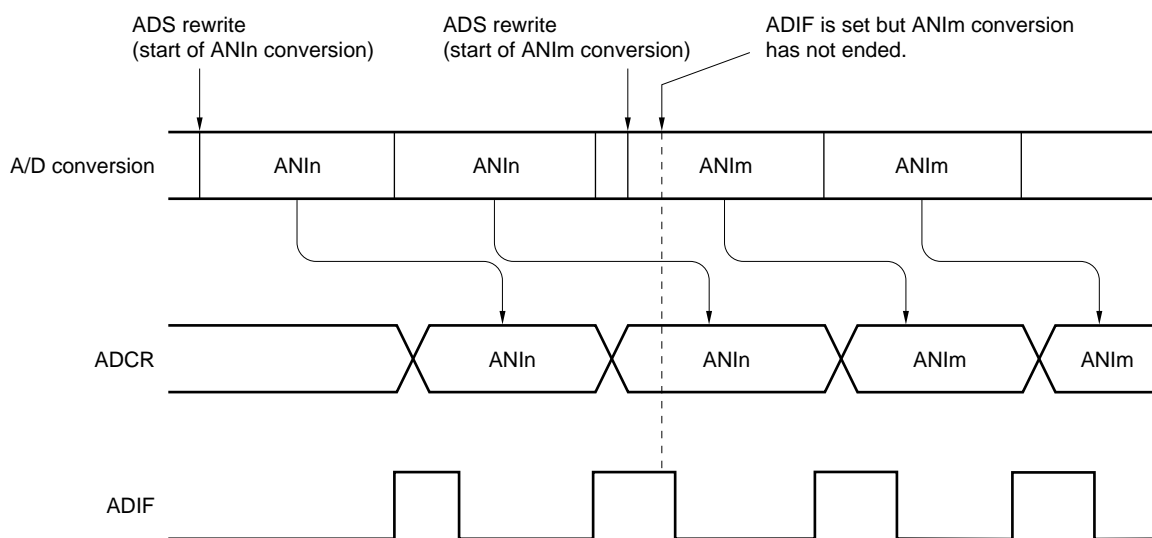 ADS rewrite
(start of ANIn conversion)
ADS rewrite
(start of ANIm conversion)
ADIF is set but ANIm conversion
has not ended.
A/D conversion
ANIn
ANIn
ANIm
ANIm
ADCR
ANIn
ANIn
ANIm
ANIm
ADIF